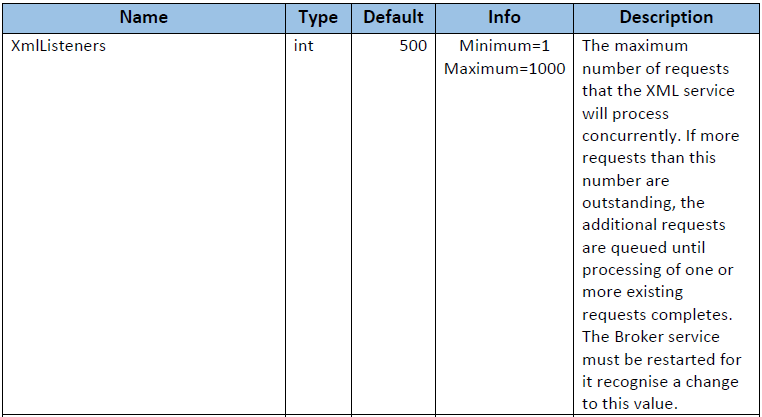 Name Type Default Info Description
XmlListeners int 500 Minimum=1 The maximum
Maximum=1000 number of requests
that the XML service
will process
concurrently. If more
requests than this
number are
outstanding, the
additional requests
are queued until
processing of one or
more existing
requests completes.
The Broker service
must be restarted for
it recognise a change
to this value.